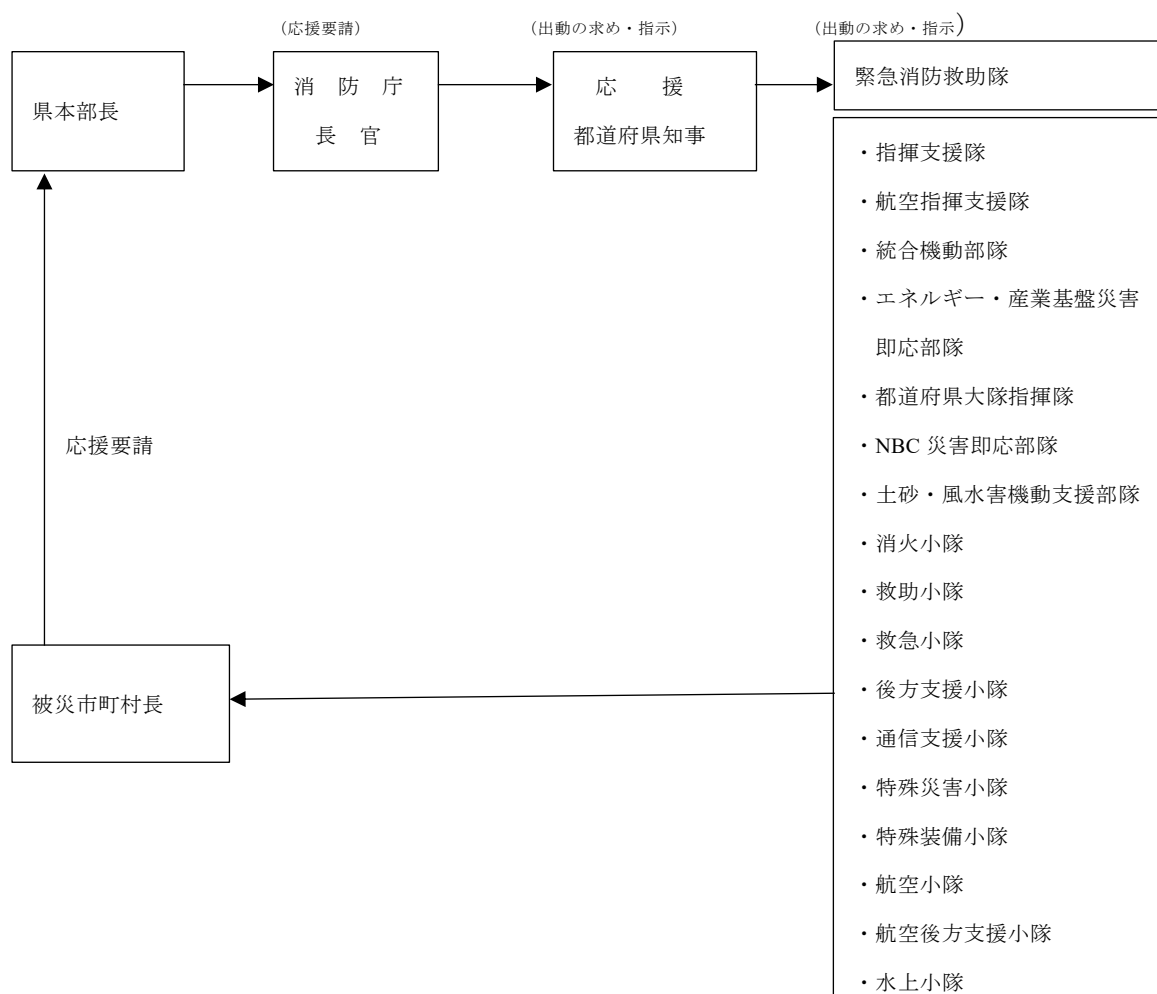 (応援要請)
(出動の求め・指示)
(出動の求め・指示)
県本部長
消防庁
長官
応援
都道府県知事
緊急消防救助隊
・指揮支援隊
・航空指揮支援隊
・統合機動部隊
・エネルギー・産業基盤災害
即応部隊
・都道府県大隊指揮隊
・NBC 災害即応部隊
・土砂・風水害機動支援部隊
・消火小隊
・救助小隊
・救急小隊
・後方支援小隊
・通信支援小隊
・特殊災害小隊
・特殊装備小隊
・航空小隊
・航空後方支援小隊
・水上小隊
応援要請
被災市町村長